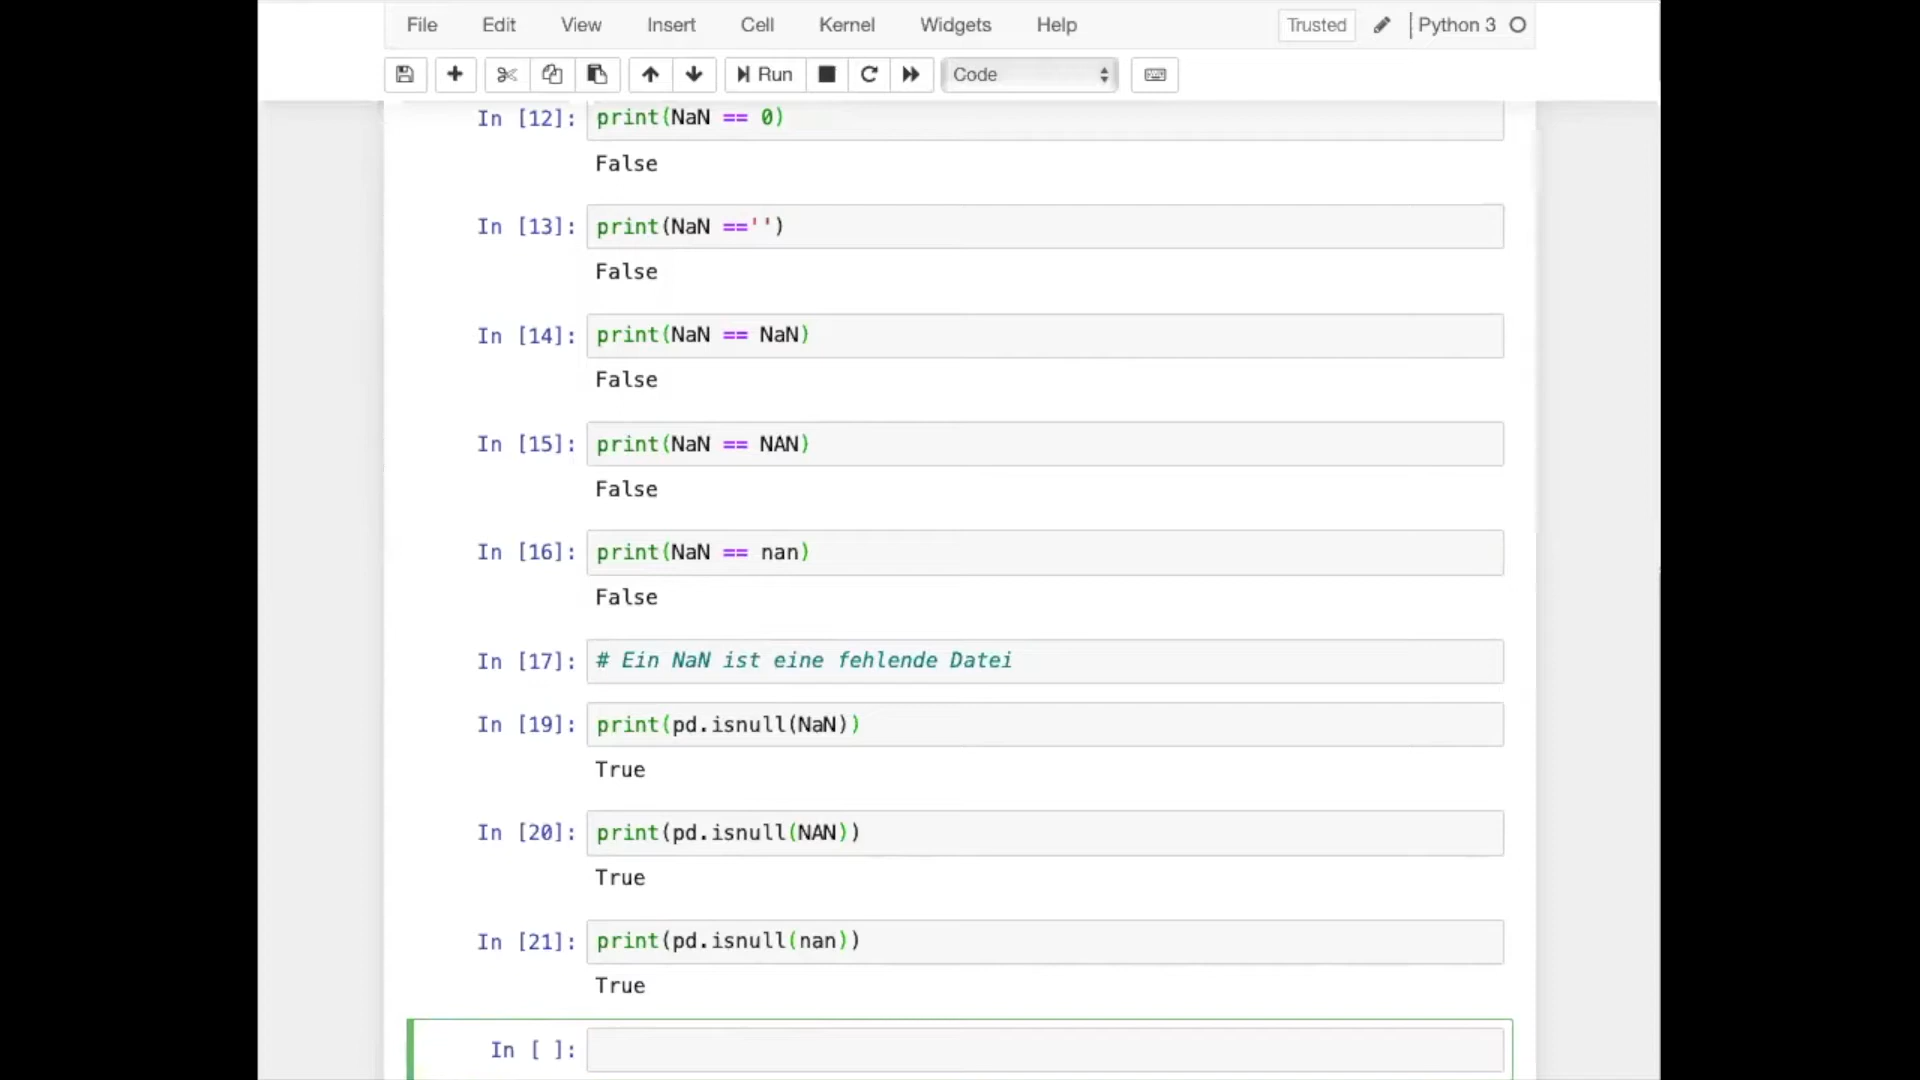 File Edit View Insert Cell Kernel Widgets Help Trusted Python 3
Run Code
In [12]: print(NaN == 0)
False
In [13]: print(NaN =='')
False
In [14]: print(NaN == NaN)
False
In [15]: print(NaN == NAN)
False
In [16]: print(NaN == nan)
False
In [17]: # Ein NaN ist eine fehlende Datei
In [19]: print(pd.isnull(NaN))
True
In [20]: print(pd.isnull(NAN))
True
In [21]: print(pd.isnull(nan))
True
In [ ]: